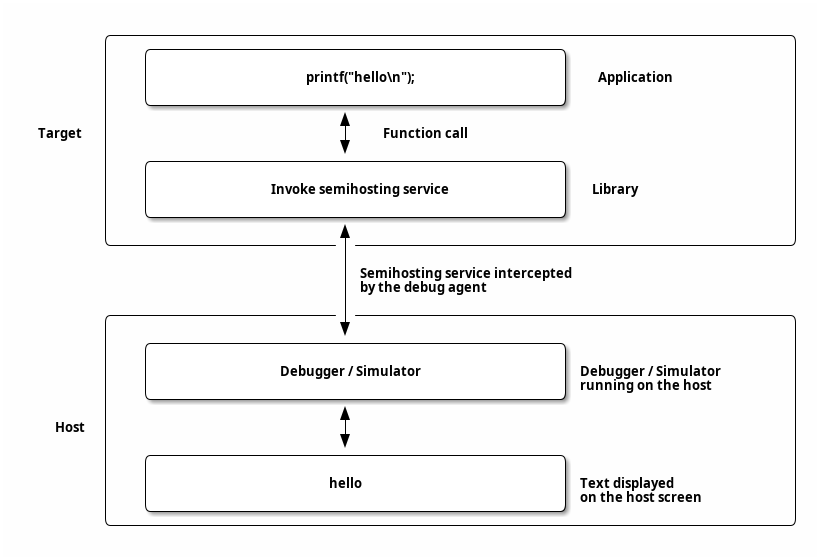 printf("hello\n");
Application
Target
Function call
Invoke semihosting service
Library
Semihosting service intercepted
by the debug agent
Debugger / Simulator
Debugger / Simulator
running on the host
Host
hello
Text displayed
on the host screen